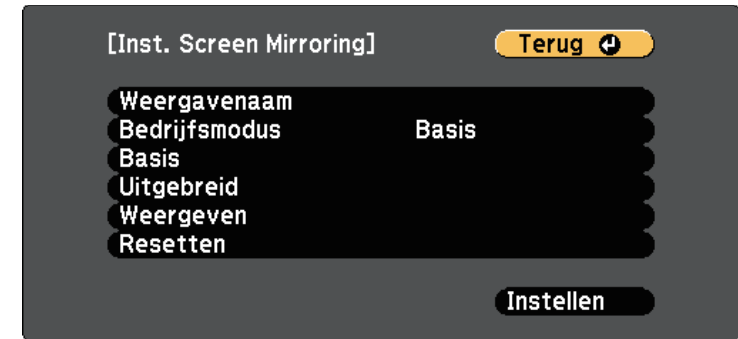 [Inst. Screen Mirroring] Terug
Weergavenaam
Bedrijfsmodus Basis
Basis
Uitgebreid
Weergeven
Resetten
Instellen